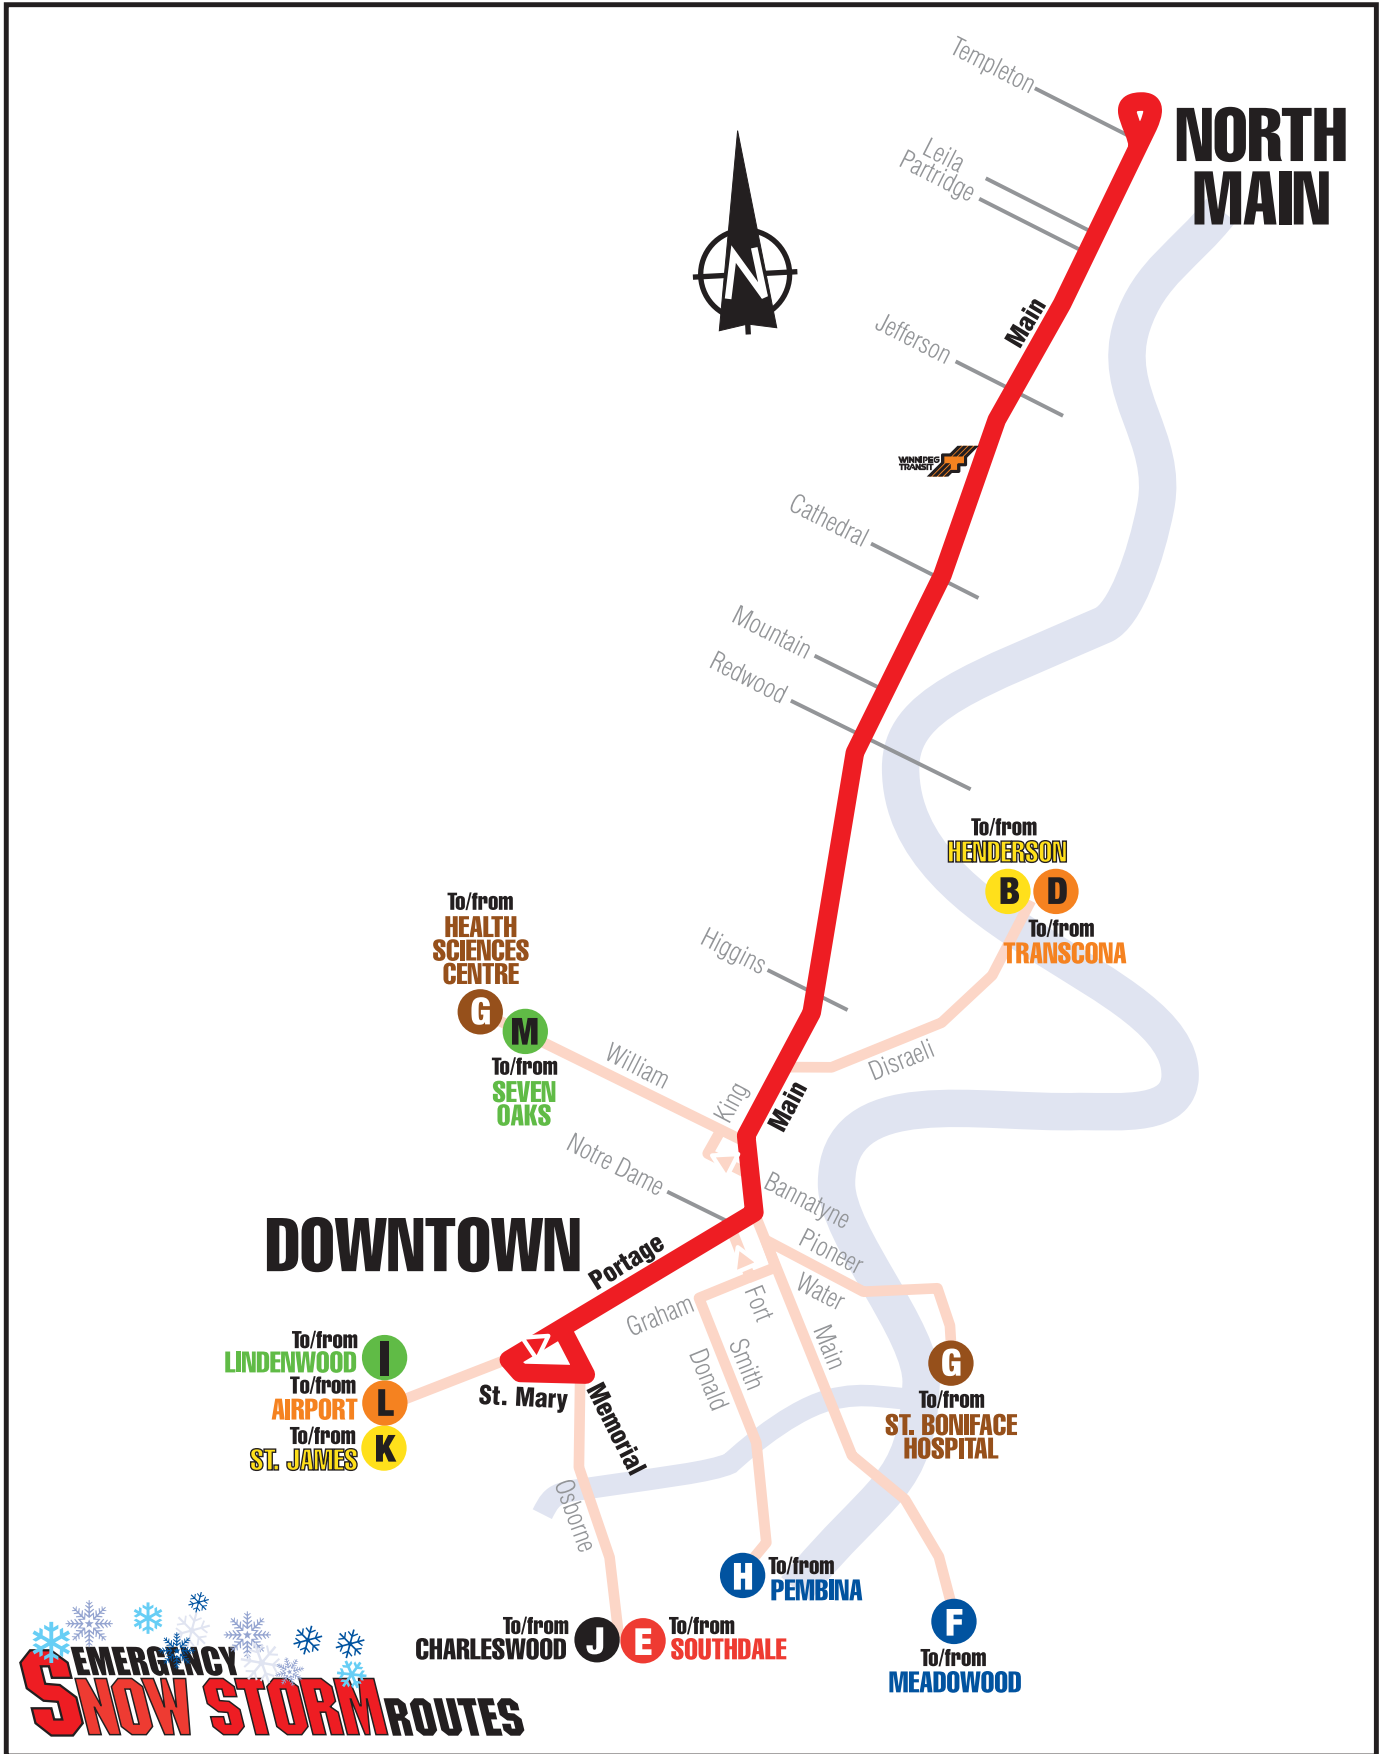 Templeton
NORTH
MAIN
Leila
Partridge
N
Main
Jefferson
WINNIPEG
TRANSIT
Cathedral
Mountain
Redwood
To/from
HENDERSON
B
D
To/from
TRANSCONA
To/from
HEALTH
SCIENCES
CENTRE
G
M
To/from
SEVEN
OAKS
Higgins
William
Disraeli
King
Main
Notre Dame
Bannatyne
DOWNTOWN
Portage
Pioneer
Water
Graham
Fort
Main
Smith
Donald
To/from
LINDENWOOD
I
To/from
AIRPORT
L
To/from
ST. JAMES
K
St. Mary
Memorial
G
To/from
ST. BONIFACE
HOSPITAL
Osborne
H
To/from
PEMBINA
To/from
CHARLESWOOD
J
E
To/from
SOUTHDALE
F
To/from
MEADOWOOD
EMERGENCY
SNOW STORM ROUTES